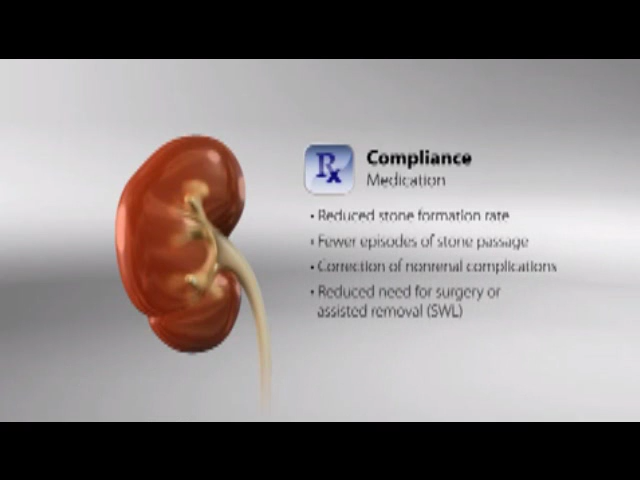 Rx
Compliance
Medication
• Reduced stone formation rate
• Fewer episodes of stone passage
• Correction of nonrenal complications
• Reduced need for surgery or
assisted removal (SWL)